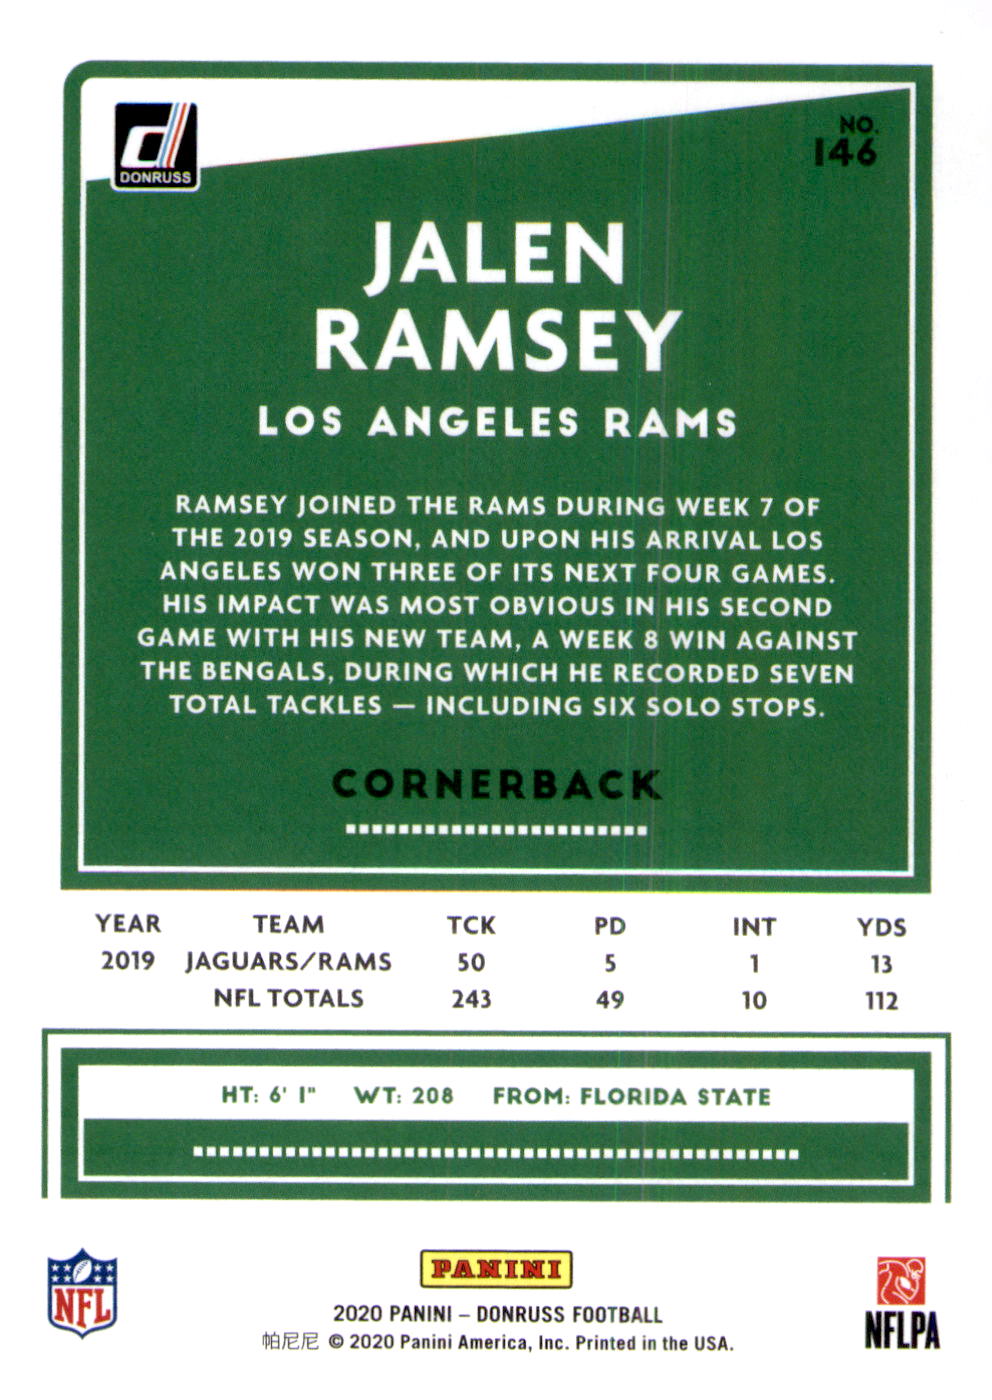 DONRUSS
NO.
146
JALEN
RAMSEY
LOS ANGELES RAMS
RAMSEY JOINED THE RAMS DURING WEEK 7 OF
THE 2019 SEASON, AND UPON HIS ARRIVAL LOS
ANGELES WON THREE OF ITS NEXT FOUR GAMES.
HIS IMPACT WAS MOST OBVIOUS IN HIS SECOND
GAME WITH HIS NEW TEAM, A WEEK 8 WIN AGAINST
THE BENGALS, DURING WHICH HE RECORDED SEVEN
TOTAL TACKLES — INCLUDING SIX SOLO STOPS.
CORNERBACK
YEAR TEAM TCK PD INT YDS
2019 JAGUARS/RAMS 50 5 1 13
NFL TOTALS 243 49 10 112
HT: 6' 1" WT: 208 FROM: FLORIDA STATE
NFL
PANINI
NFLPA
2020 PANINI – DONRUSS FOOTBALL
帕尼尼 © 2020 Panini America, Inc. Printed in the USA.